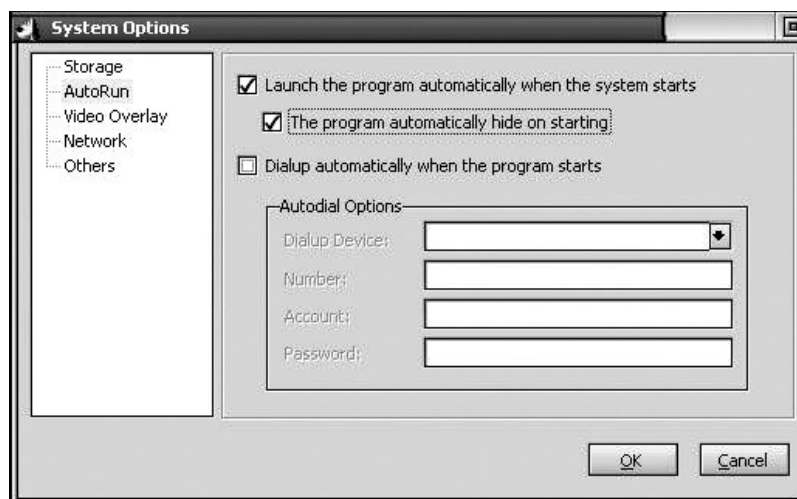 System Options
Storage
AutoRun
Video Overlay
Network
Others
Launch the program automatically when the system starts
The program automatically hide on starting
Dialup automatically when the program starts
Autodial Options
Dialup Device:
Number:
Account:
Password:
OK
Cancel